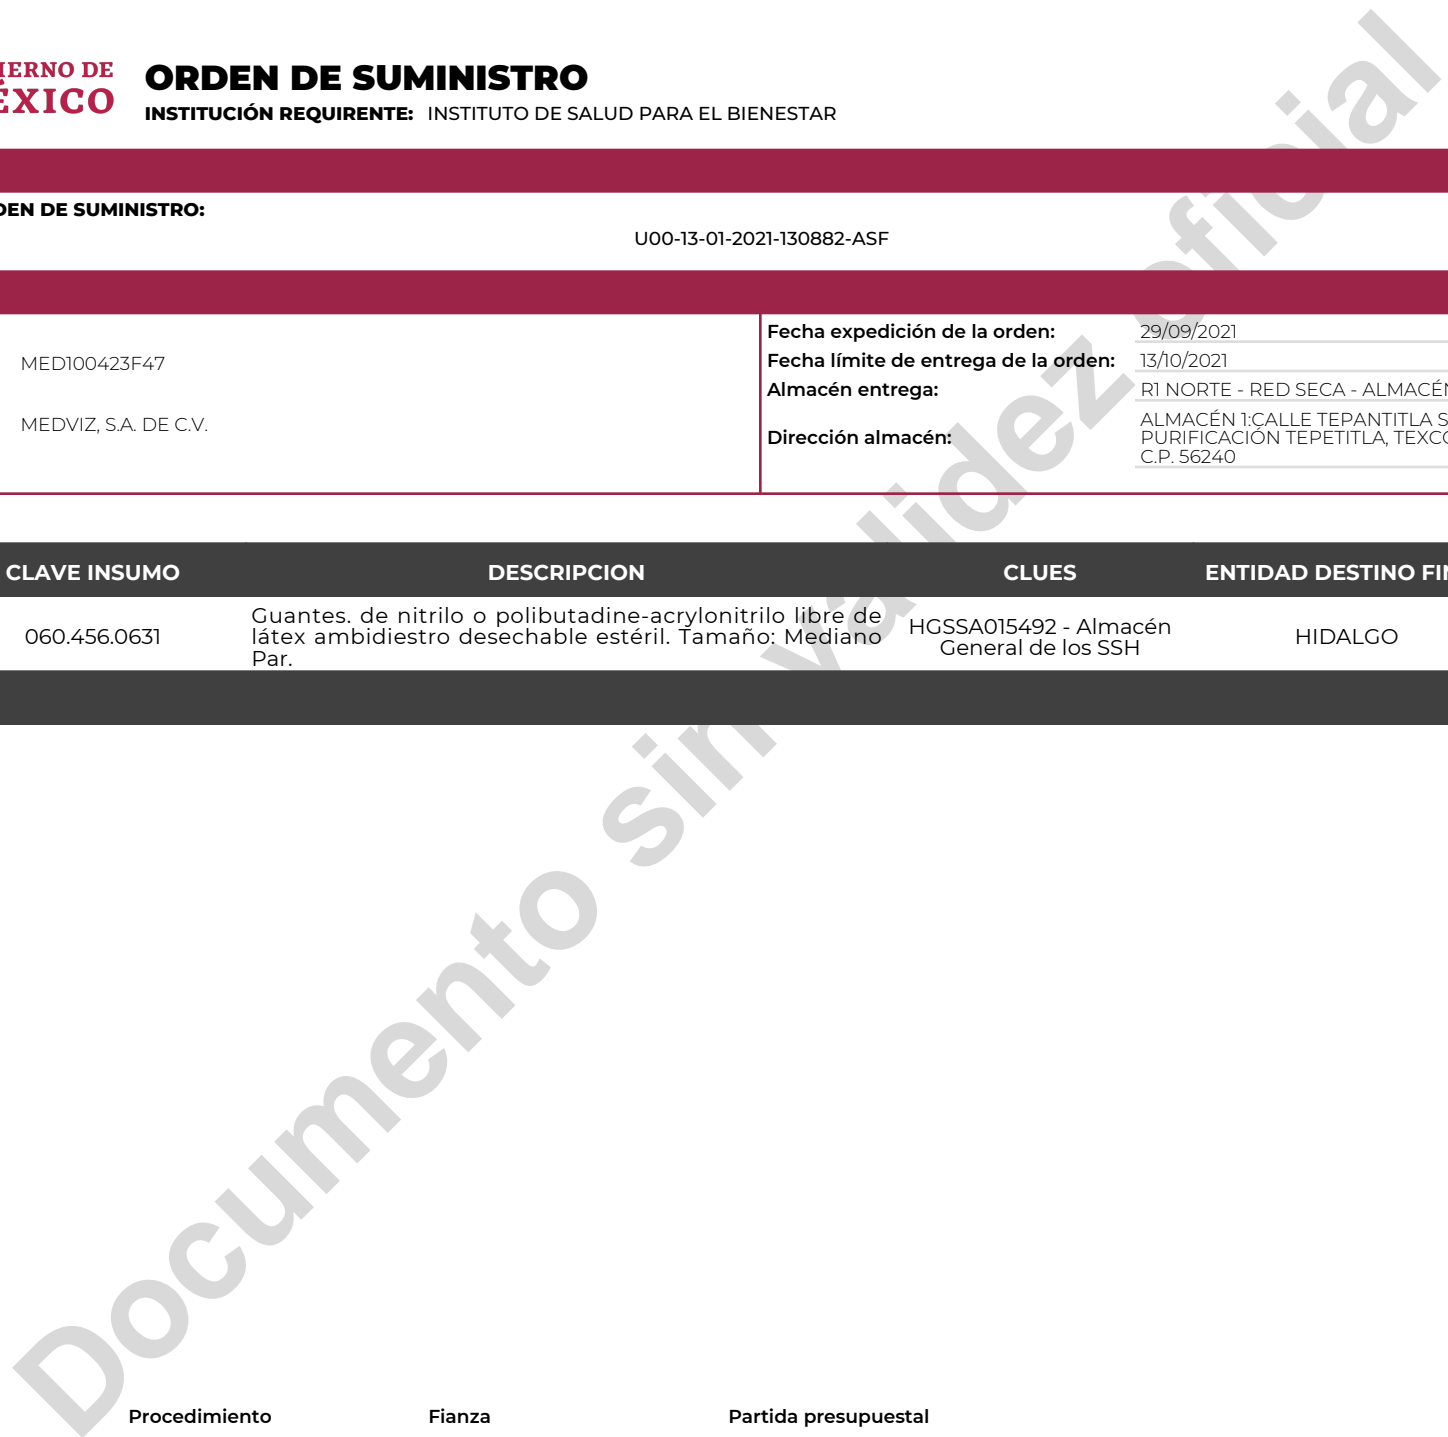 IERNO DE
ÉXICO
ORDEN DE SUMINISTRO
INSTITUCIÓN REQUIRENTE: INSTITUTO DE SALUD PARA EL BIENESTAR
DEN DE SUMINISTRO:
U00-13-01-2021-130882-ASF
MED100423F47
MEDVIZ, S.A. DE C.V.
Fecha expedición de la orden: 29/09/2021
Fecha límite de entrega de la orden: 13/10/2021
Almacén entrega: R1 NORTE - RED SECA - ALMACÉN
Dirección almacén: ALMACÉN 1:CALLE TEPANTITLA S
PURIFICACIÓN TEPETITLA, TEXCO
C.P. 56240
CLAVE INSUMO DESCRIPCION CLUES ENTIDAD DESTINO FIN
060.456.0631
Guantes. de nitrilo o polibutadine-acrylonitrilo libre de
látex ambidiestro desechable estéril. Tamaño: Mediano
Par.
HGSSA015492 - Almacén
General de los SSH
HIDALGO
Documento sin validez oficial
Procedimiento Fianza Partida presupuestal